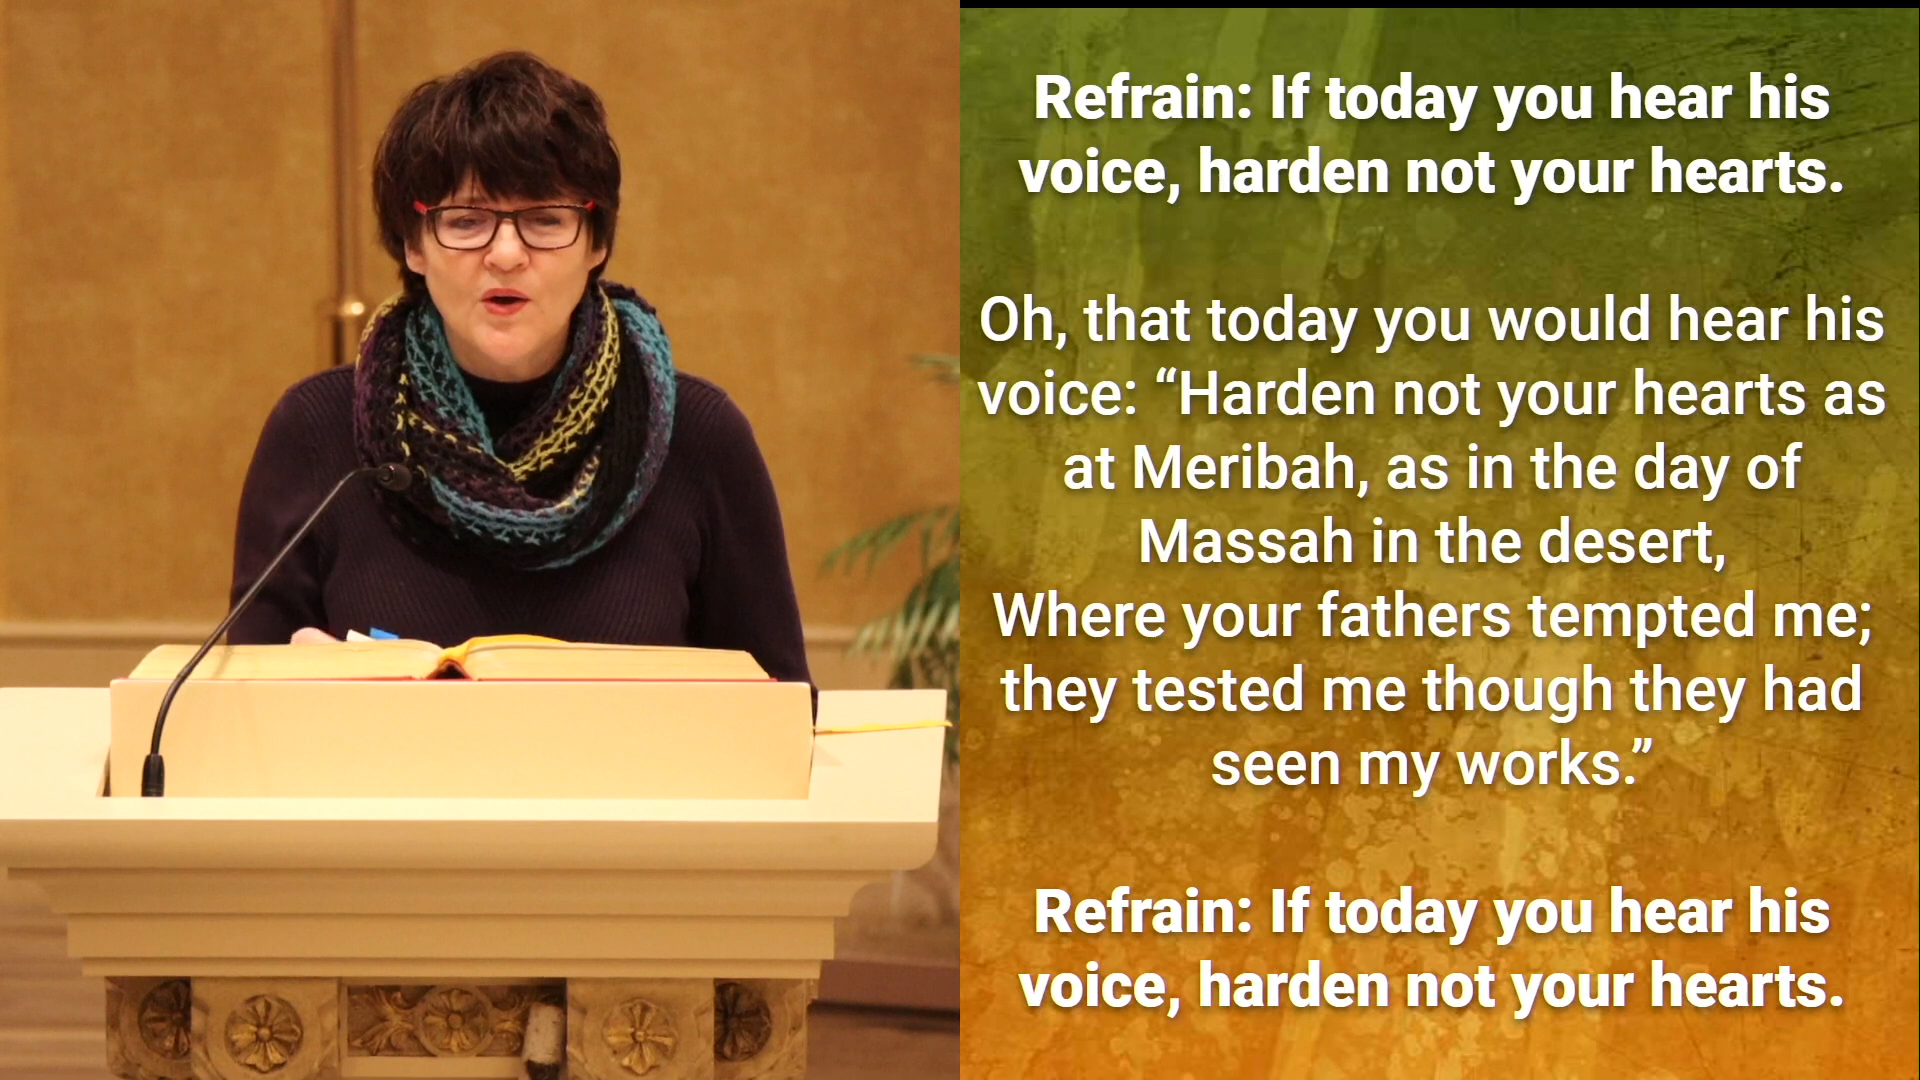 Refrain: If today you hear his
voice, harden not your hearts.
Oh, that today you would hear his
voice: “Harden not your hearts as
at Meribah, as in the day of
Massah in the desert,
Where your fathers tempted me;
they tested me though they had
seen my works.”
Refrain: If today you hear his
voice, harden not your hearts.